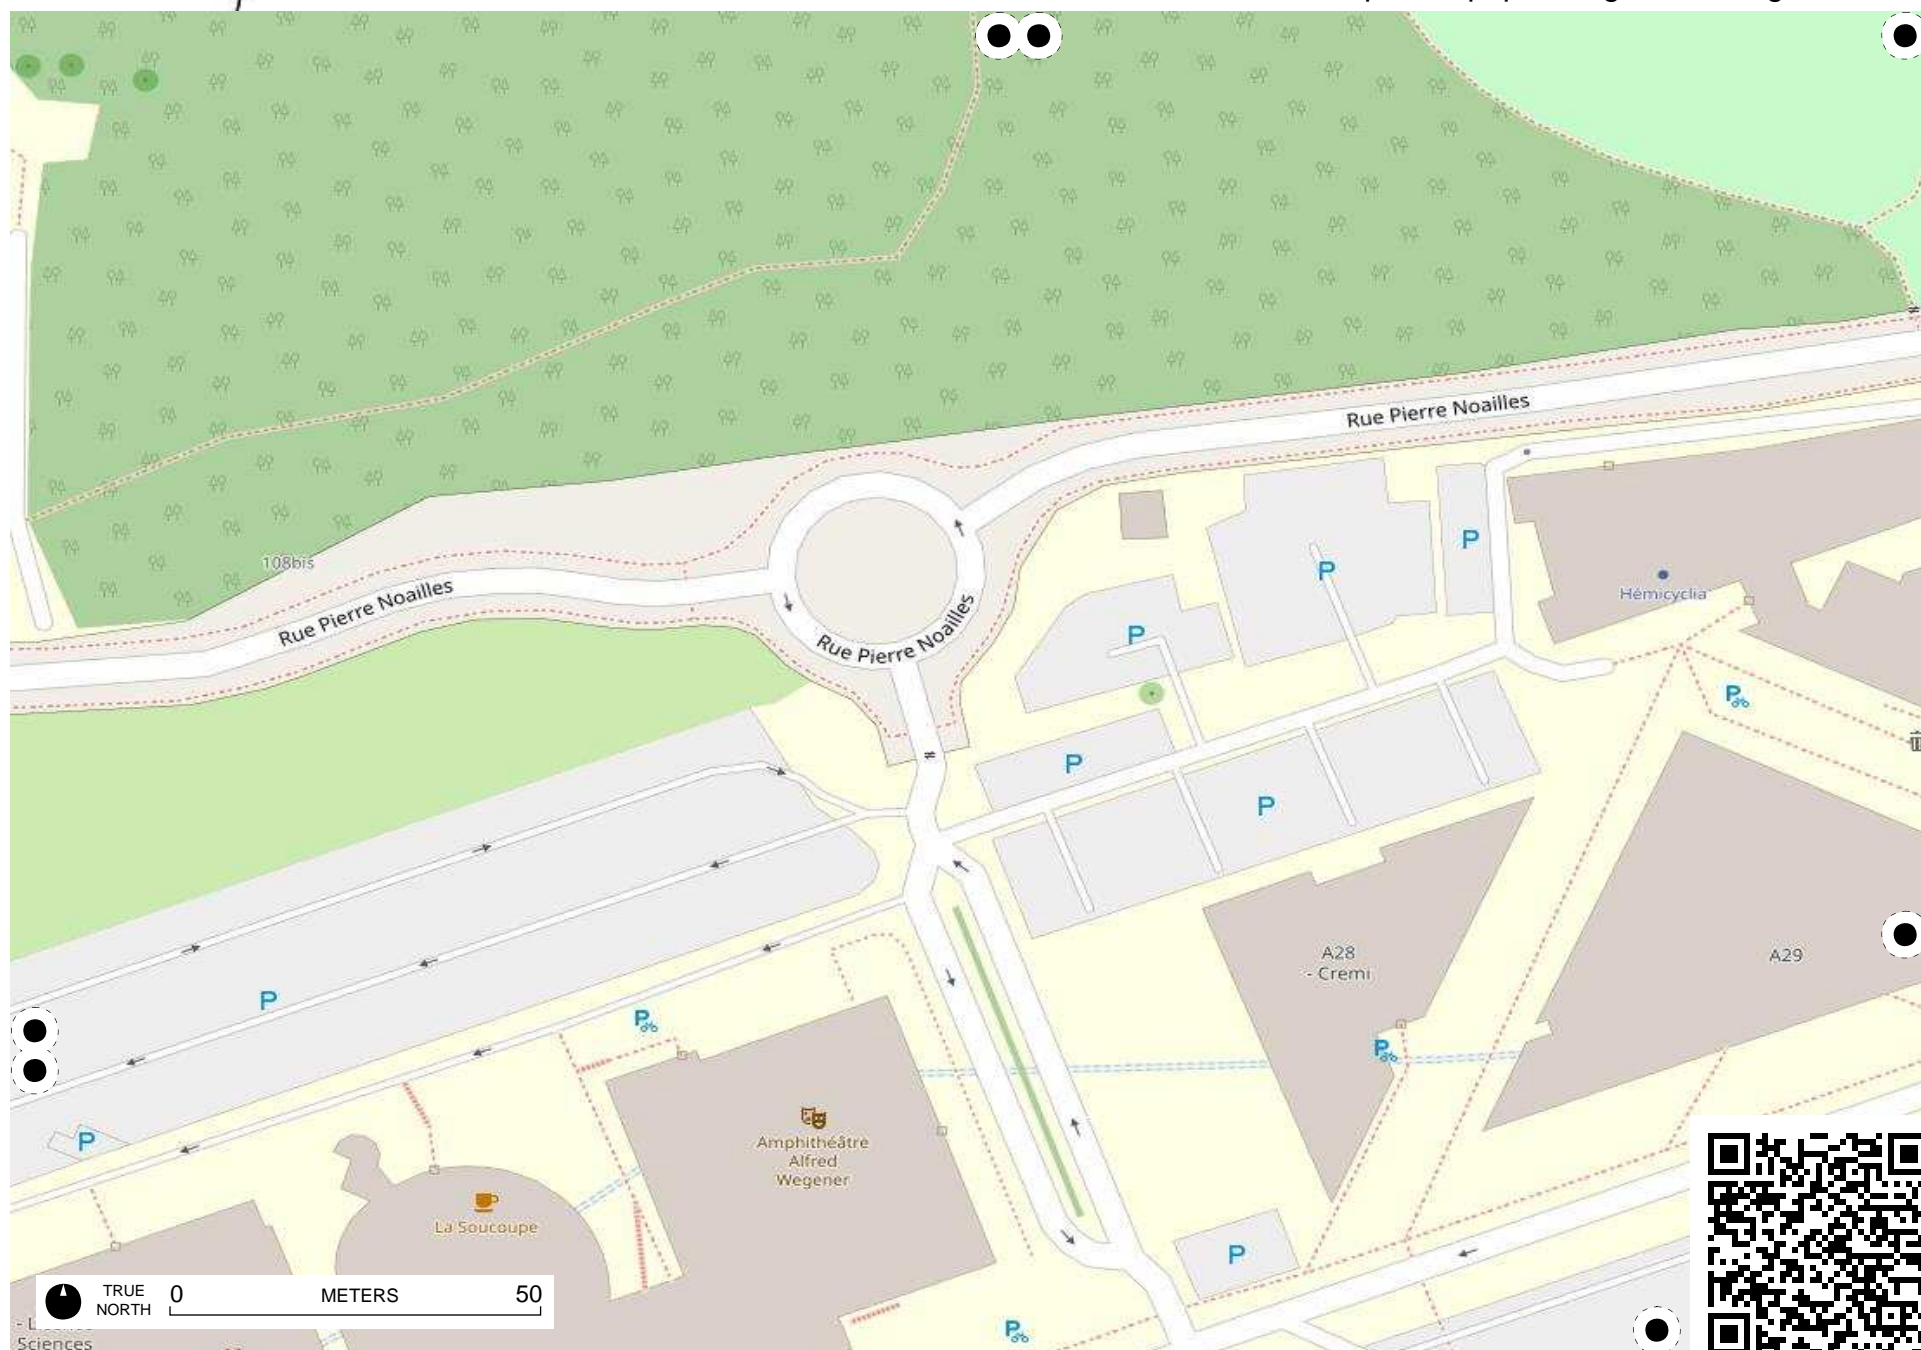 Rue Pierre Noailles
P
108bis
P
Rue Pierre Noailles
Hémicyclia
Rue Pierre Noailles
P
P
P
P
P
A28
- Cremi
A29
P
P
P
P
P
Amphithéâtre
Alfred
Wegener
La Soucoupe
P
TRUE
NORTH
0 METERS 50
Sciences
P